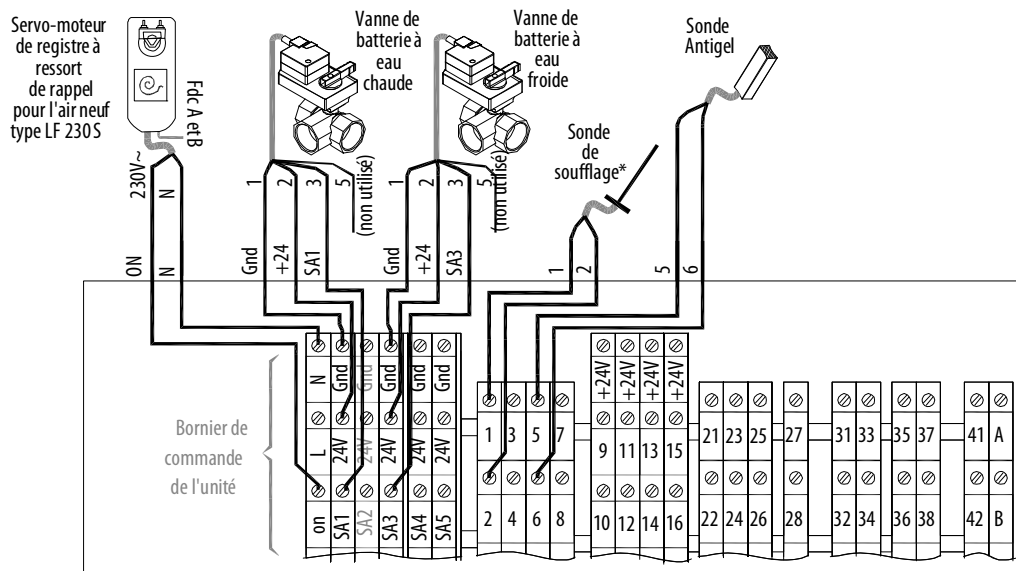 Servo-moteur
de registre à
ressort
de rappel
pour l'air neuf
type LF 230 S
Fdc A et B
Vanne de
batterie à
eau
chaude
Vanne de
batterie à
eau
froide
Sonde
de
soufflage*
Sonde
Antigel
230V~
N
1
2
3
5
(non utilisé)
1
2
3
5
(non utilisé)
ON
N
Gnd
+24
SA1
Gnd
+24
SA3
1
2
5
6
Bornier de
commande
de l'unité
N
Gnd
Gnd
Gnd
Gnd
Gnd
L
24V
24V
24V
24V
24V
on
SA1
SA2
SA3
SA4
SA5
1 3 5 7
2 4 6 8
+24V
+24V
+24V
+24V
9 11 13 15
10 12 14 16
21 23 25 27
22 24 26 28
31 33 35 37
32 34 36 38
41 A
42 B